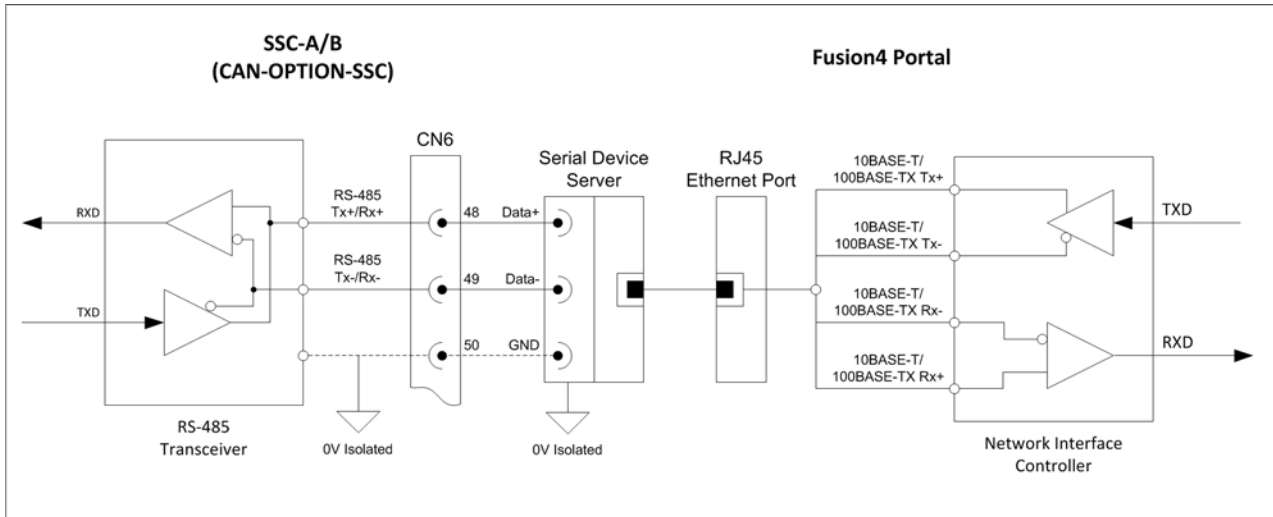 SSC-A/B
(CAN-OPTION-SSC)
Fusion4 Portal
CN6
Serial Device
Server
RJ45
Ethernet Port
10BASE-T/
100BASE-TX Tx+
RXD
RS-485
Tx+/Rx+
48
Data+
TXD
10BASE-T/
100BASE-TX Tx-
RS-485
Tx-/Rx-
49
Data-
TXD
10BASE-T/
100BASE-TX Rx-
50
GND
RXD
10BASE-T/
100BASE-TX Rx+
RS-485
Transceiver
0V Isolated
0V Isolated
Network Interface
Controller